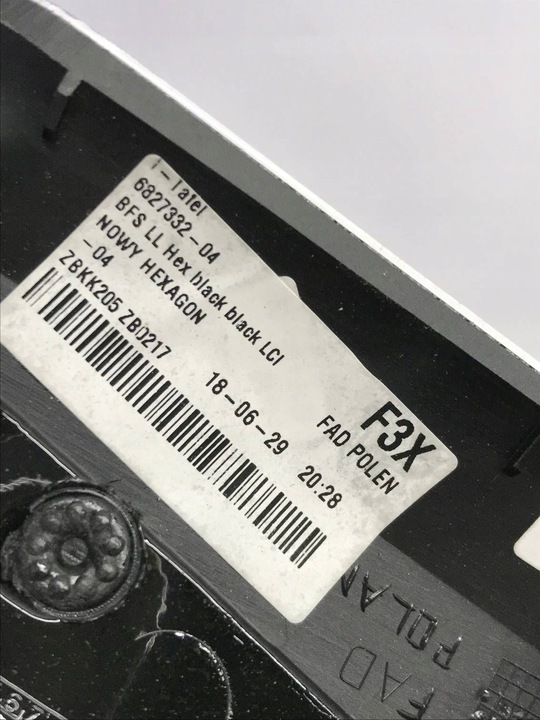 i-Tafel
6827332-04
BFS LL Hex black black LCI
NOWY HEXAGON
-04
ZBKK205 ZB0217
18-06-29 20:28
F3X
FAD POLEN
FAD
POLAN